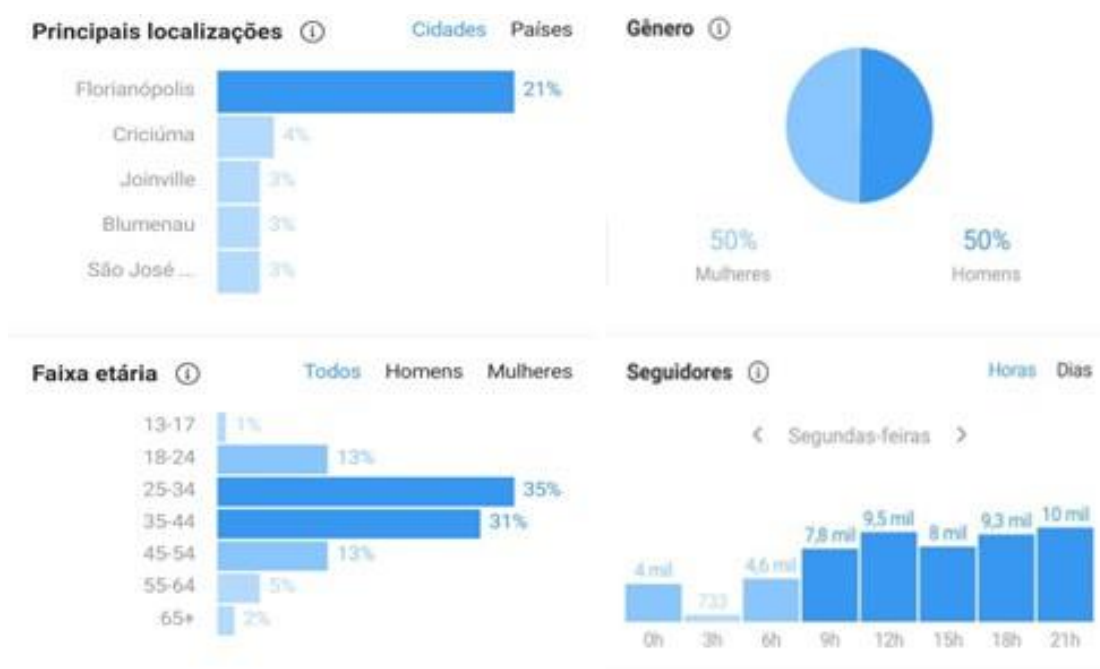 Principais localizações Cidades Países
Florianópolis 21%
Criciúma 4%
Joinville 3%
Blumenau 3%
São José ... 3%
Gênero
50% 50%
Mulheres Homens
Faixa etária Todos Homens Mulheres
13-17 1%
18-24 13%
25-34 35%
35-44 31%
45-54 13%
55-64 5%
65+ 2%
Seguidores Horas Dias
< Segundas-feiras >
4 mil 733 4,6 mil 7,8 mil 9,5 mil 8 mil 9,3 mil 10 mil
0h 3h 6h 9h 12h 15h 18h 21h